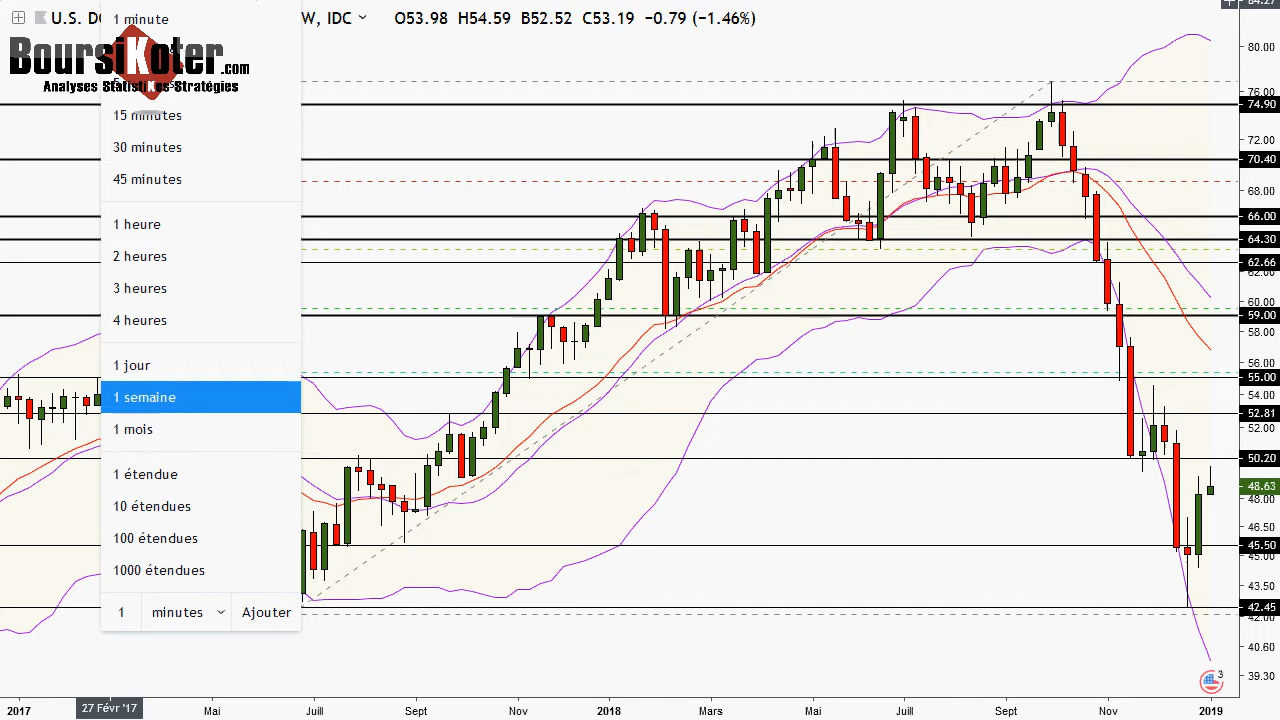 U.S. D
W, IDC
O53.98 H54.59 B52.52 C53.19 −0.79 (−1.46%)
1 minute
BoursiKoter.com
Analyses Statistiкes-Stratégies
15 minutes
30 minutes
45 minutes
1 heure
2 heures
3 heures
4 heures
1 jour
1 semaine
1 mois
1 étendue
10 étendues
100 étendues
1000 étendues
1 minutes Ajouter
84.27
80.00
76.00
74.90
72.00
70.40
68.00
66.00
64.30
62.66
62.00
60.00
59.00
58.00
56.00
55.00
54.00
52.81
52.00
50.20
48.63
48.00
46.50
45.50
45.00
43.50
42.45
42.00
40.60
39.30
3
2017
27 Févr '17
Mai
Juill
Sept
Nov
2018
Mars
Mai
Juill
Sept
Nov
2019